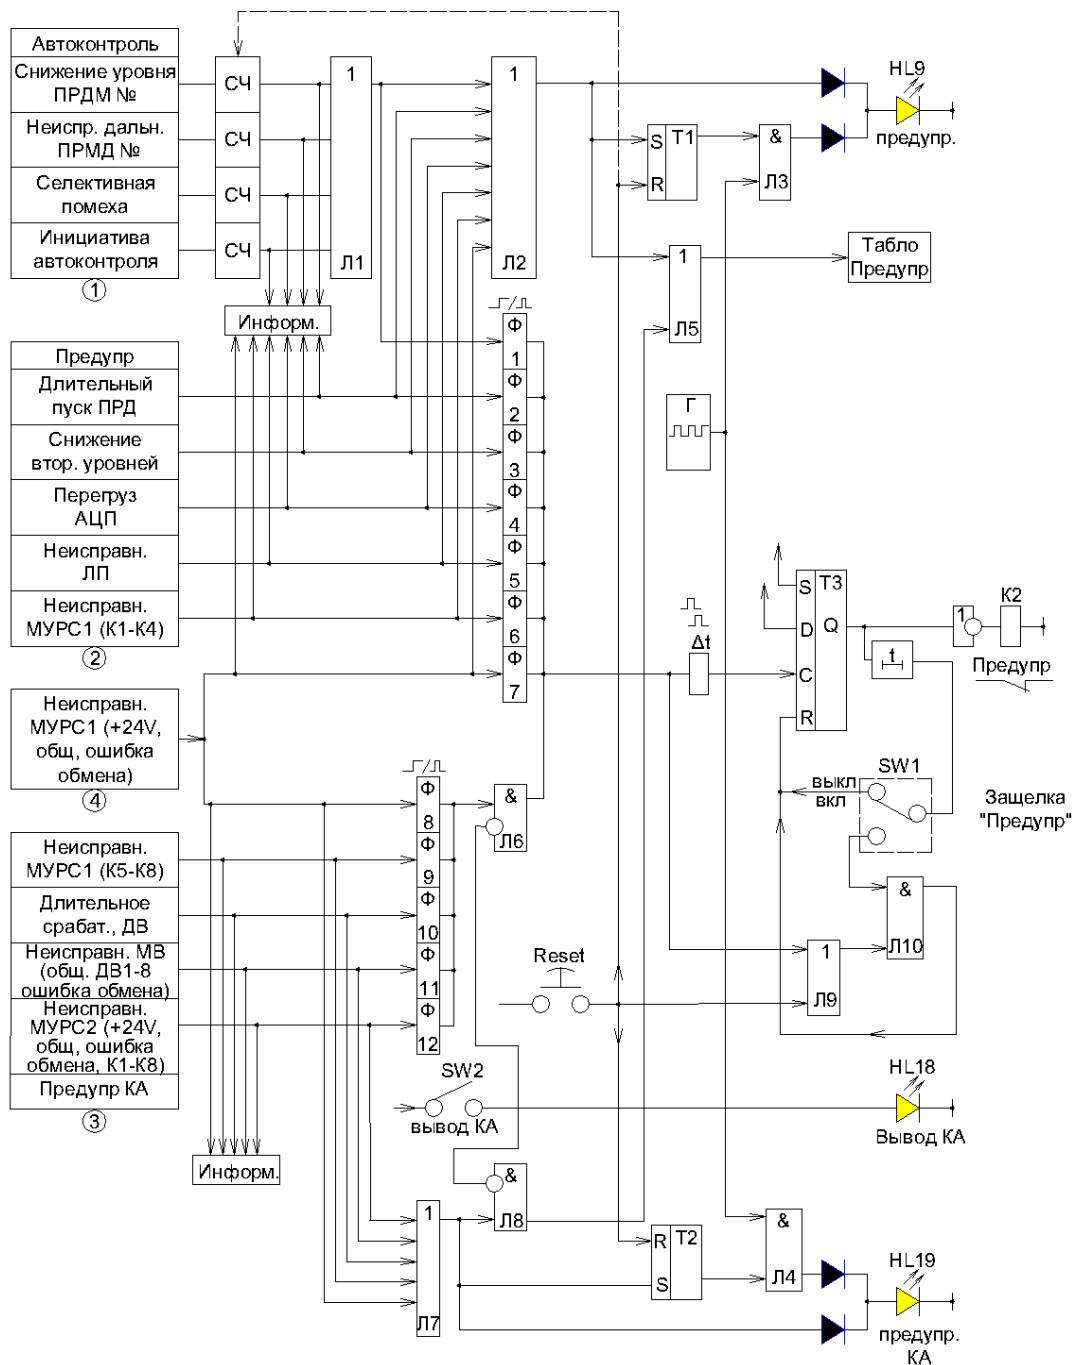 Автоконтроль
Снижение уровня
ПРДМ №
Неиспр. дальн.
ПРМД №
Селективная
помеха
Инициатива
автоконтроля
1
СЧ
СЧ
СЧ
СЧ
1
Л1
1
Л2
Информ.
S T1
R
&
Л3
HL9
предупр.
1
Л5
Табло
Предупр
Предупр
Длительный
пуск ПРД
Снижение
втор. уровней
Перегруз
АЦП
Неисправн.
ЛП
Неисправн.
МУРС1 (К1-К4)
2
Ф
1
Ф
2
Ф
3
Ф
4
Ф
5
Ф
6
Ф
7
Г
Δt
S T3
D Q
C
R
1
K2
t
Предупр
Неисправн.
МУРС1 (+24V,
общ, ошибка
обмена)
4
SW1
выкл
вкл
Защелка
"Предупр"
Неисправн.
МУРС1 (К5-К8)
Длительное
срабат., ДВ
Неисправн. МВ
(общ. ДВ1-8
ошибка обмена)
Неисправн.
МУРС2 (+24V,
общ, ошибка
обмена, К1-К8)
Предупр КА
3
Ф
8
Ф
9
Ф
10
Ф
11
Ф
12
&
Л6
&
Л10
Reset
1
Л9
SW2
вывод КА
HL18
Вывод КА
Информ.
&
Л8
1
Л7
R T2
S
&
Л4
HL19
предупр.
КА